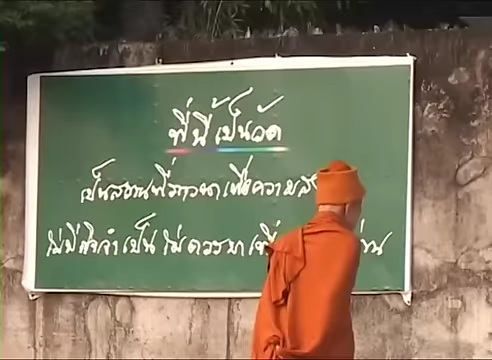 ที่นี่เป็นวัด
เป็นสถานที่ภาวนาเพื่อความ
ไม่มีกิจจำเป็น ไม่ควรมา